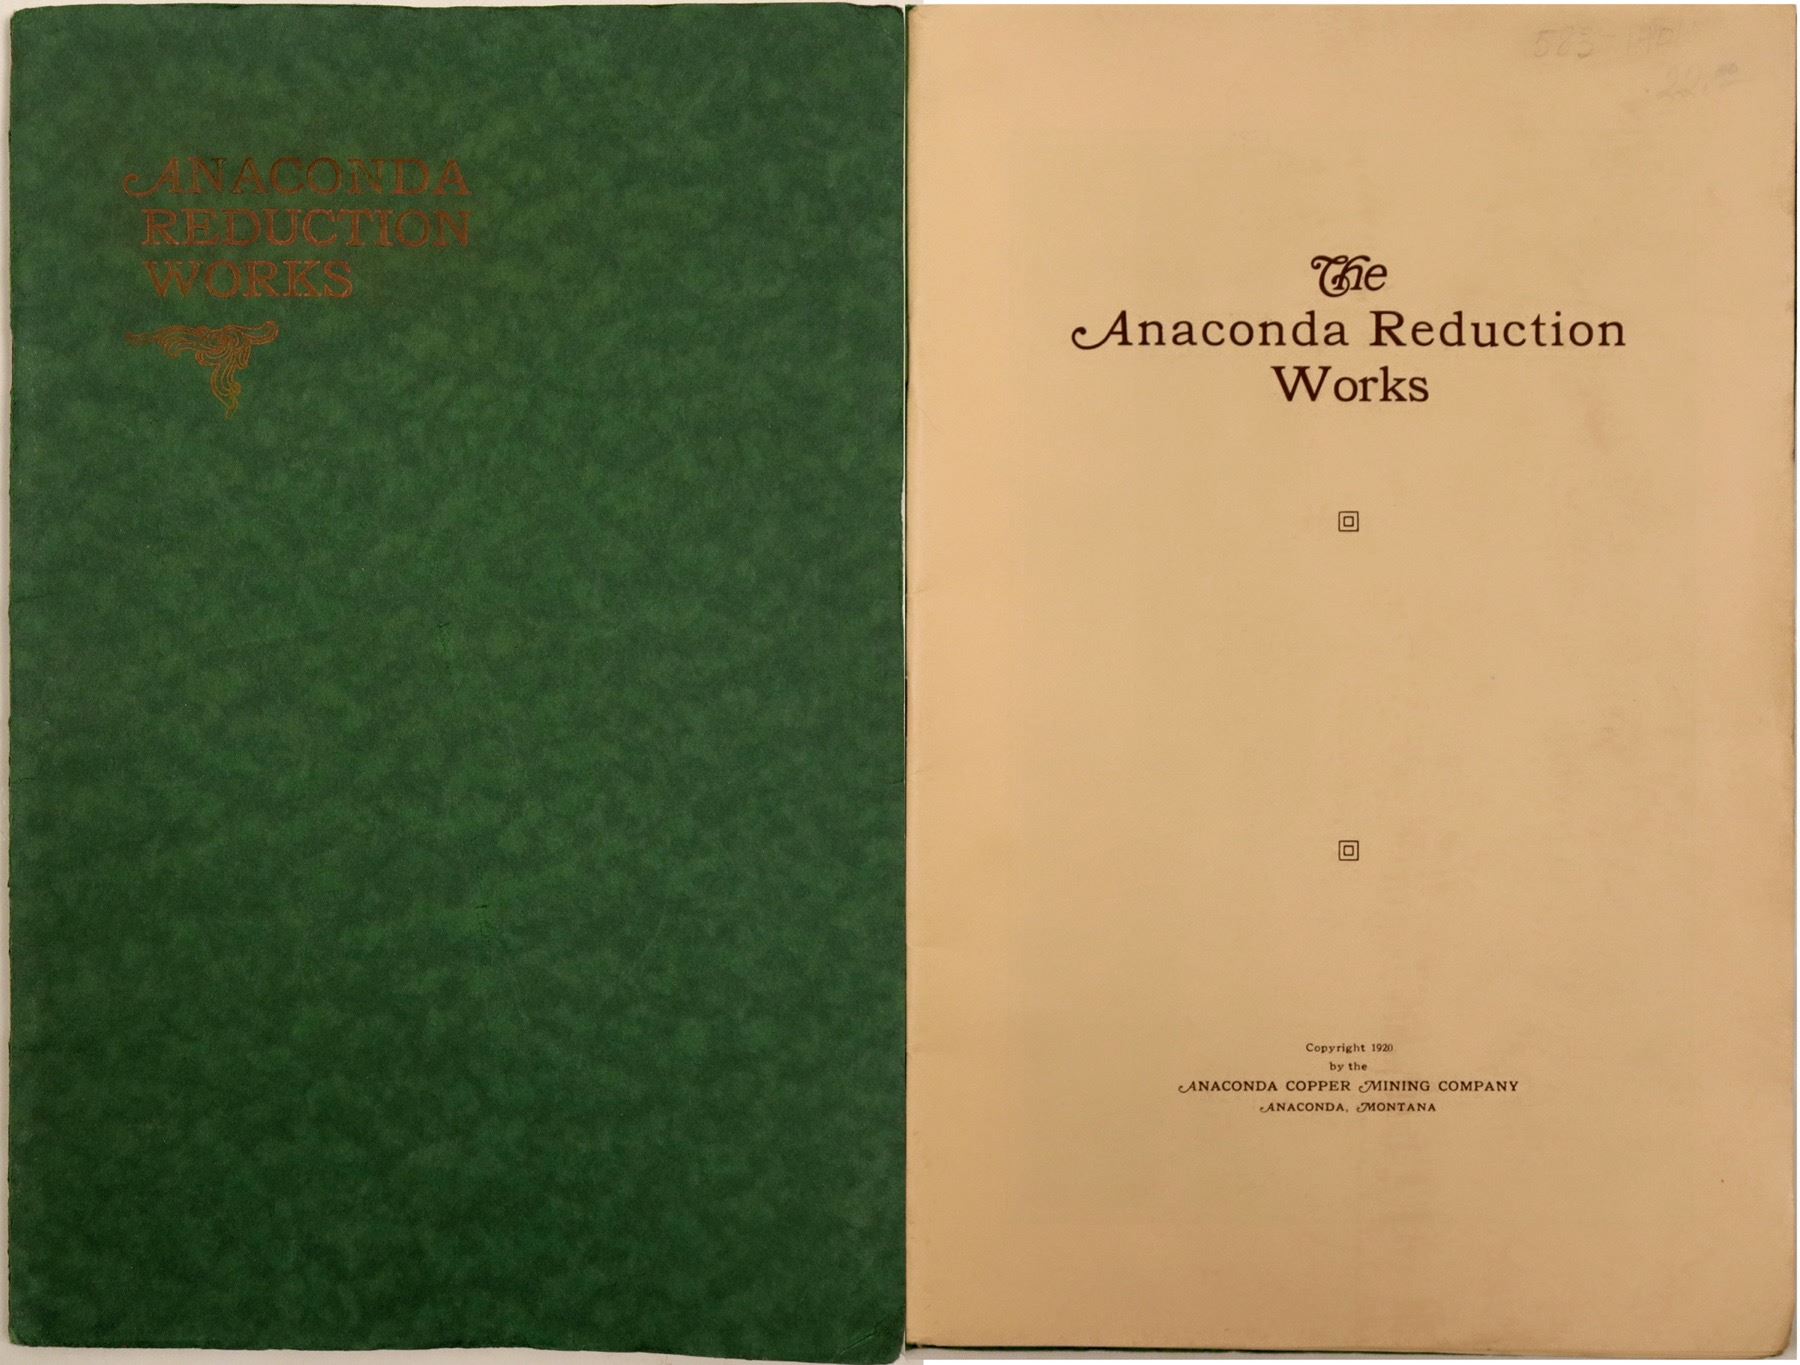 ANACONDA
REDUCTION
WORKS
The
Anaconda Reduction
Works
Copyright 1920
by the
ANACONDA COPPER MINING COMPANY
ANACONDA, MONTANA